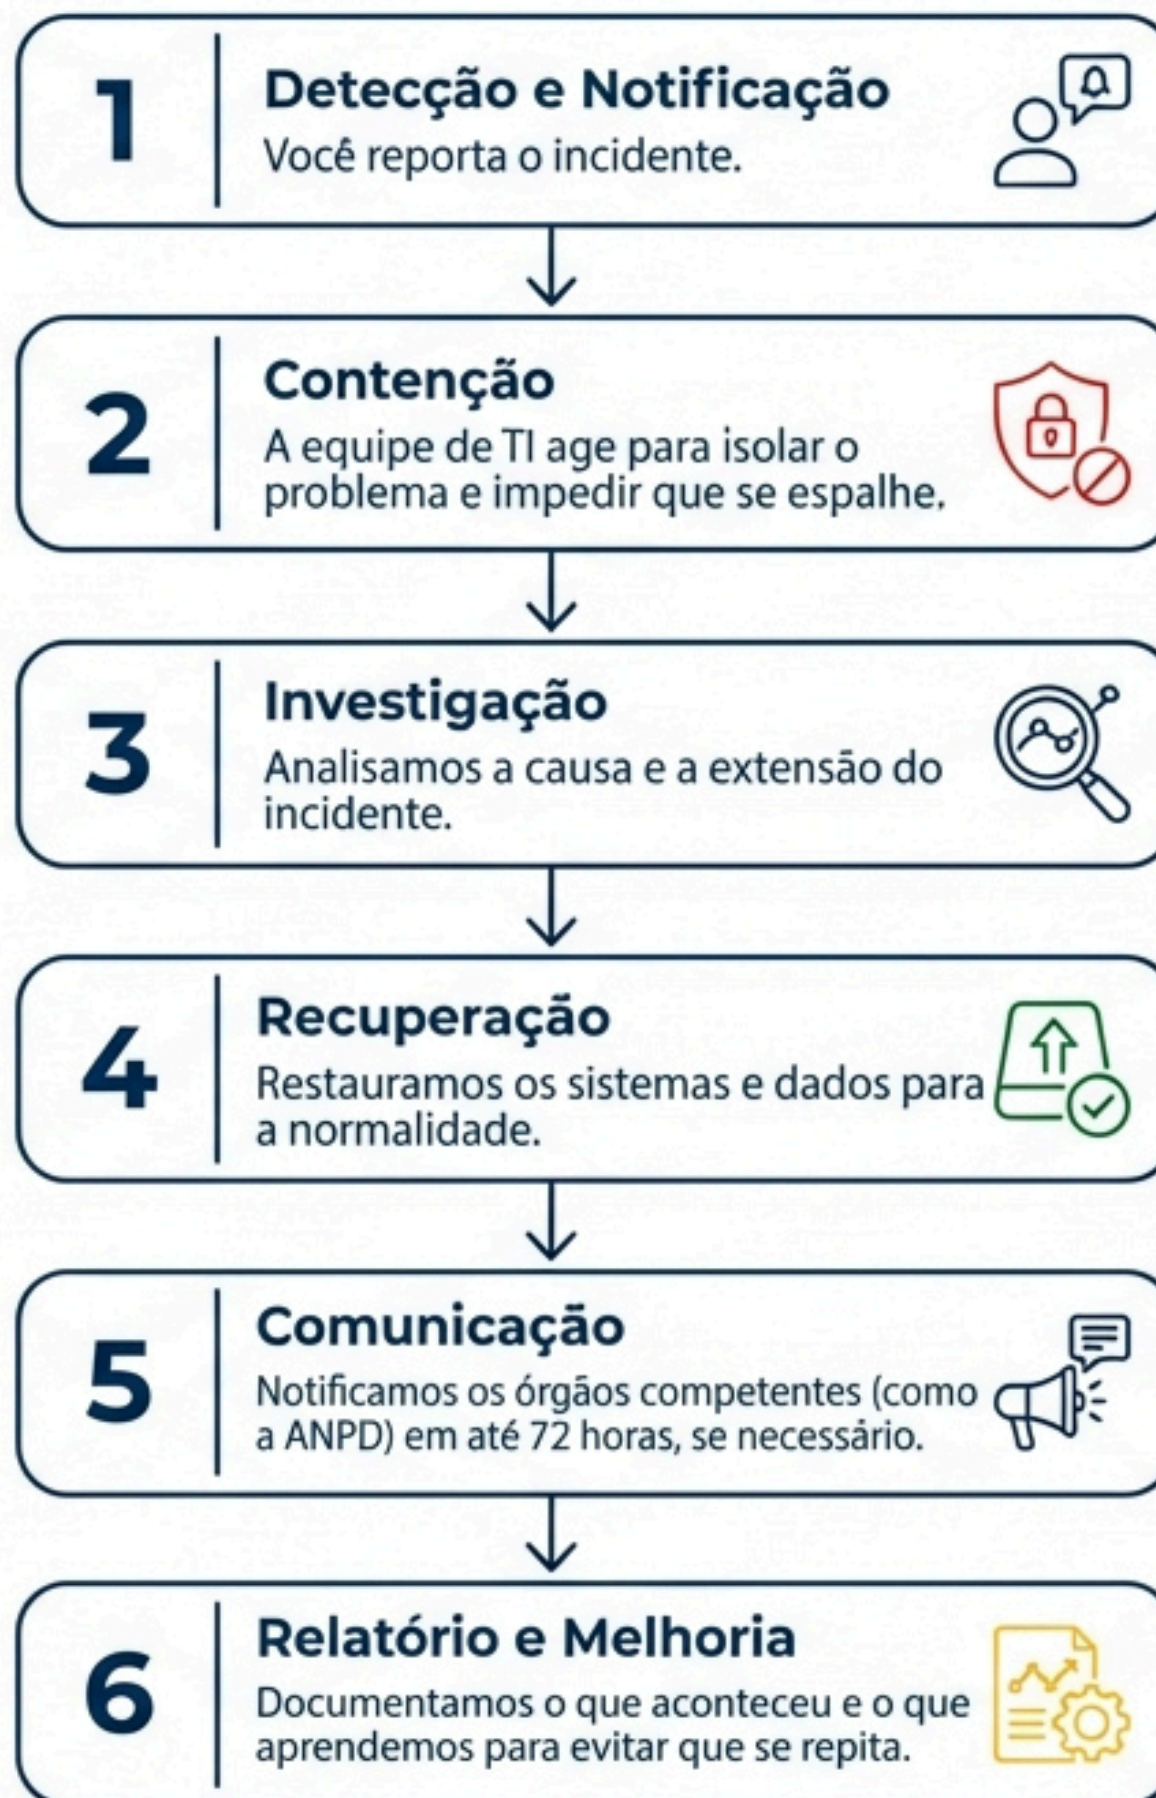 1
Detecção e Notificação
Você reporta o incidente.
2
Contenção
A equipe de TI age para isolar o
problema e impedir que se espalhe.
3
Investigação
Analisamos a causa e a extensão do
incidente.
4
Recuperação
Restauramos os sistemas e dados para
a normalidade.
5
Comunicação
Notificamos os órgãos competentes (como
a ANPD) em até 72 horas, se necessário.
6
Relatório e Melhoria
Documentamos o que aconteceu e o que
aprendemos para evitar que se repita.